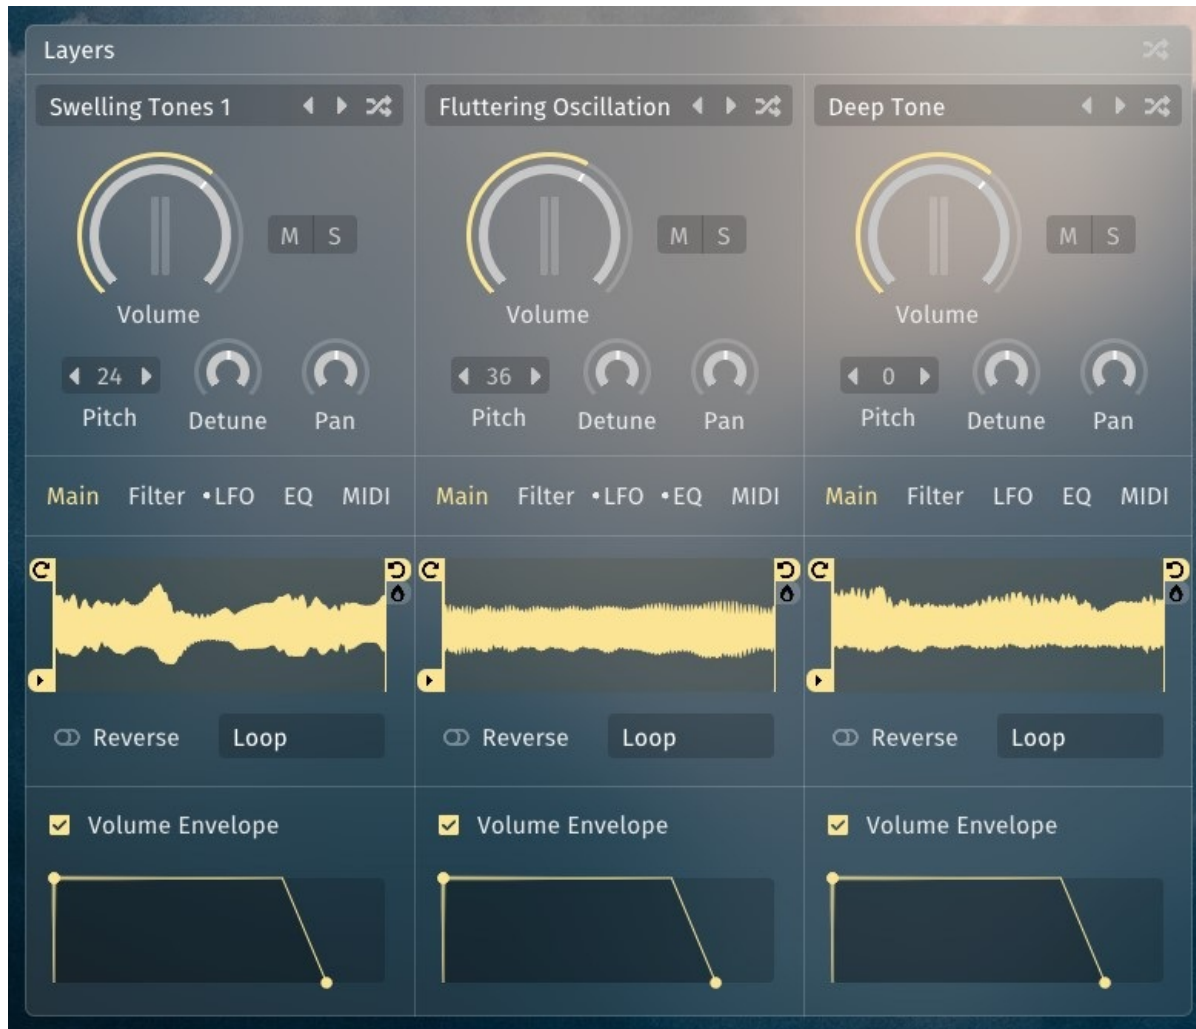 Layers
Swelling Tones 1
Fluttering Oscillation
Deep Tone
M S
M S
M S
Volume
Volume
Volume
24
36
0
Pitch Detune Pan
Pitch Detune Pan
Pitch Detune Pan
Main Filter •LFO EQ MIDI
Main Filter •LFO •EQ MIDI
Main Filter LFO EQ MIDI
Reverse Loop
Reverse Loop
Reverse Loop
Volume Envelope
Volume Envelope
Volume Envelope